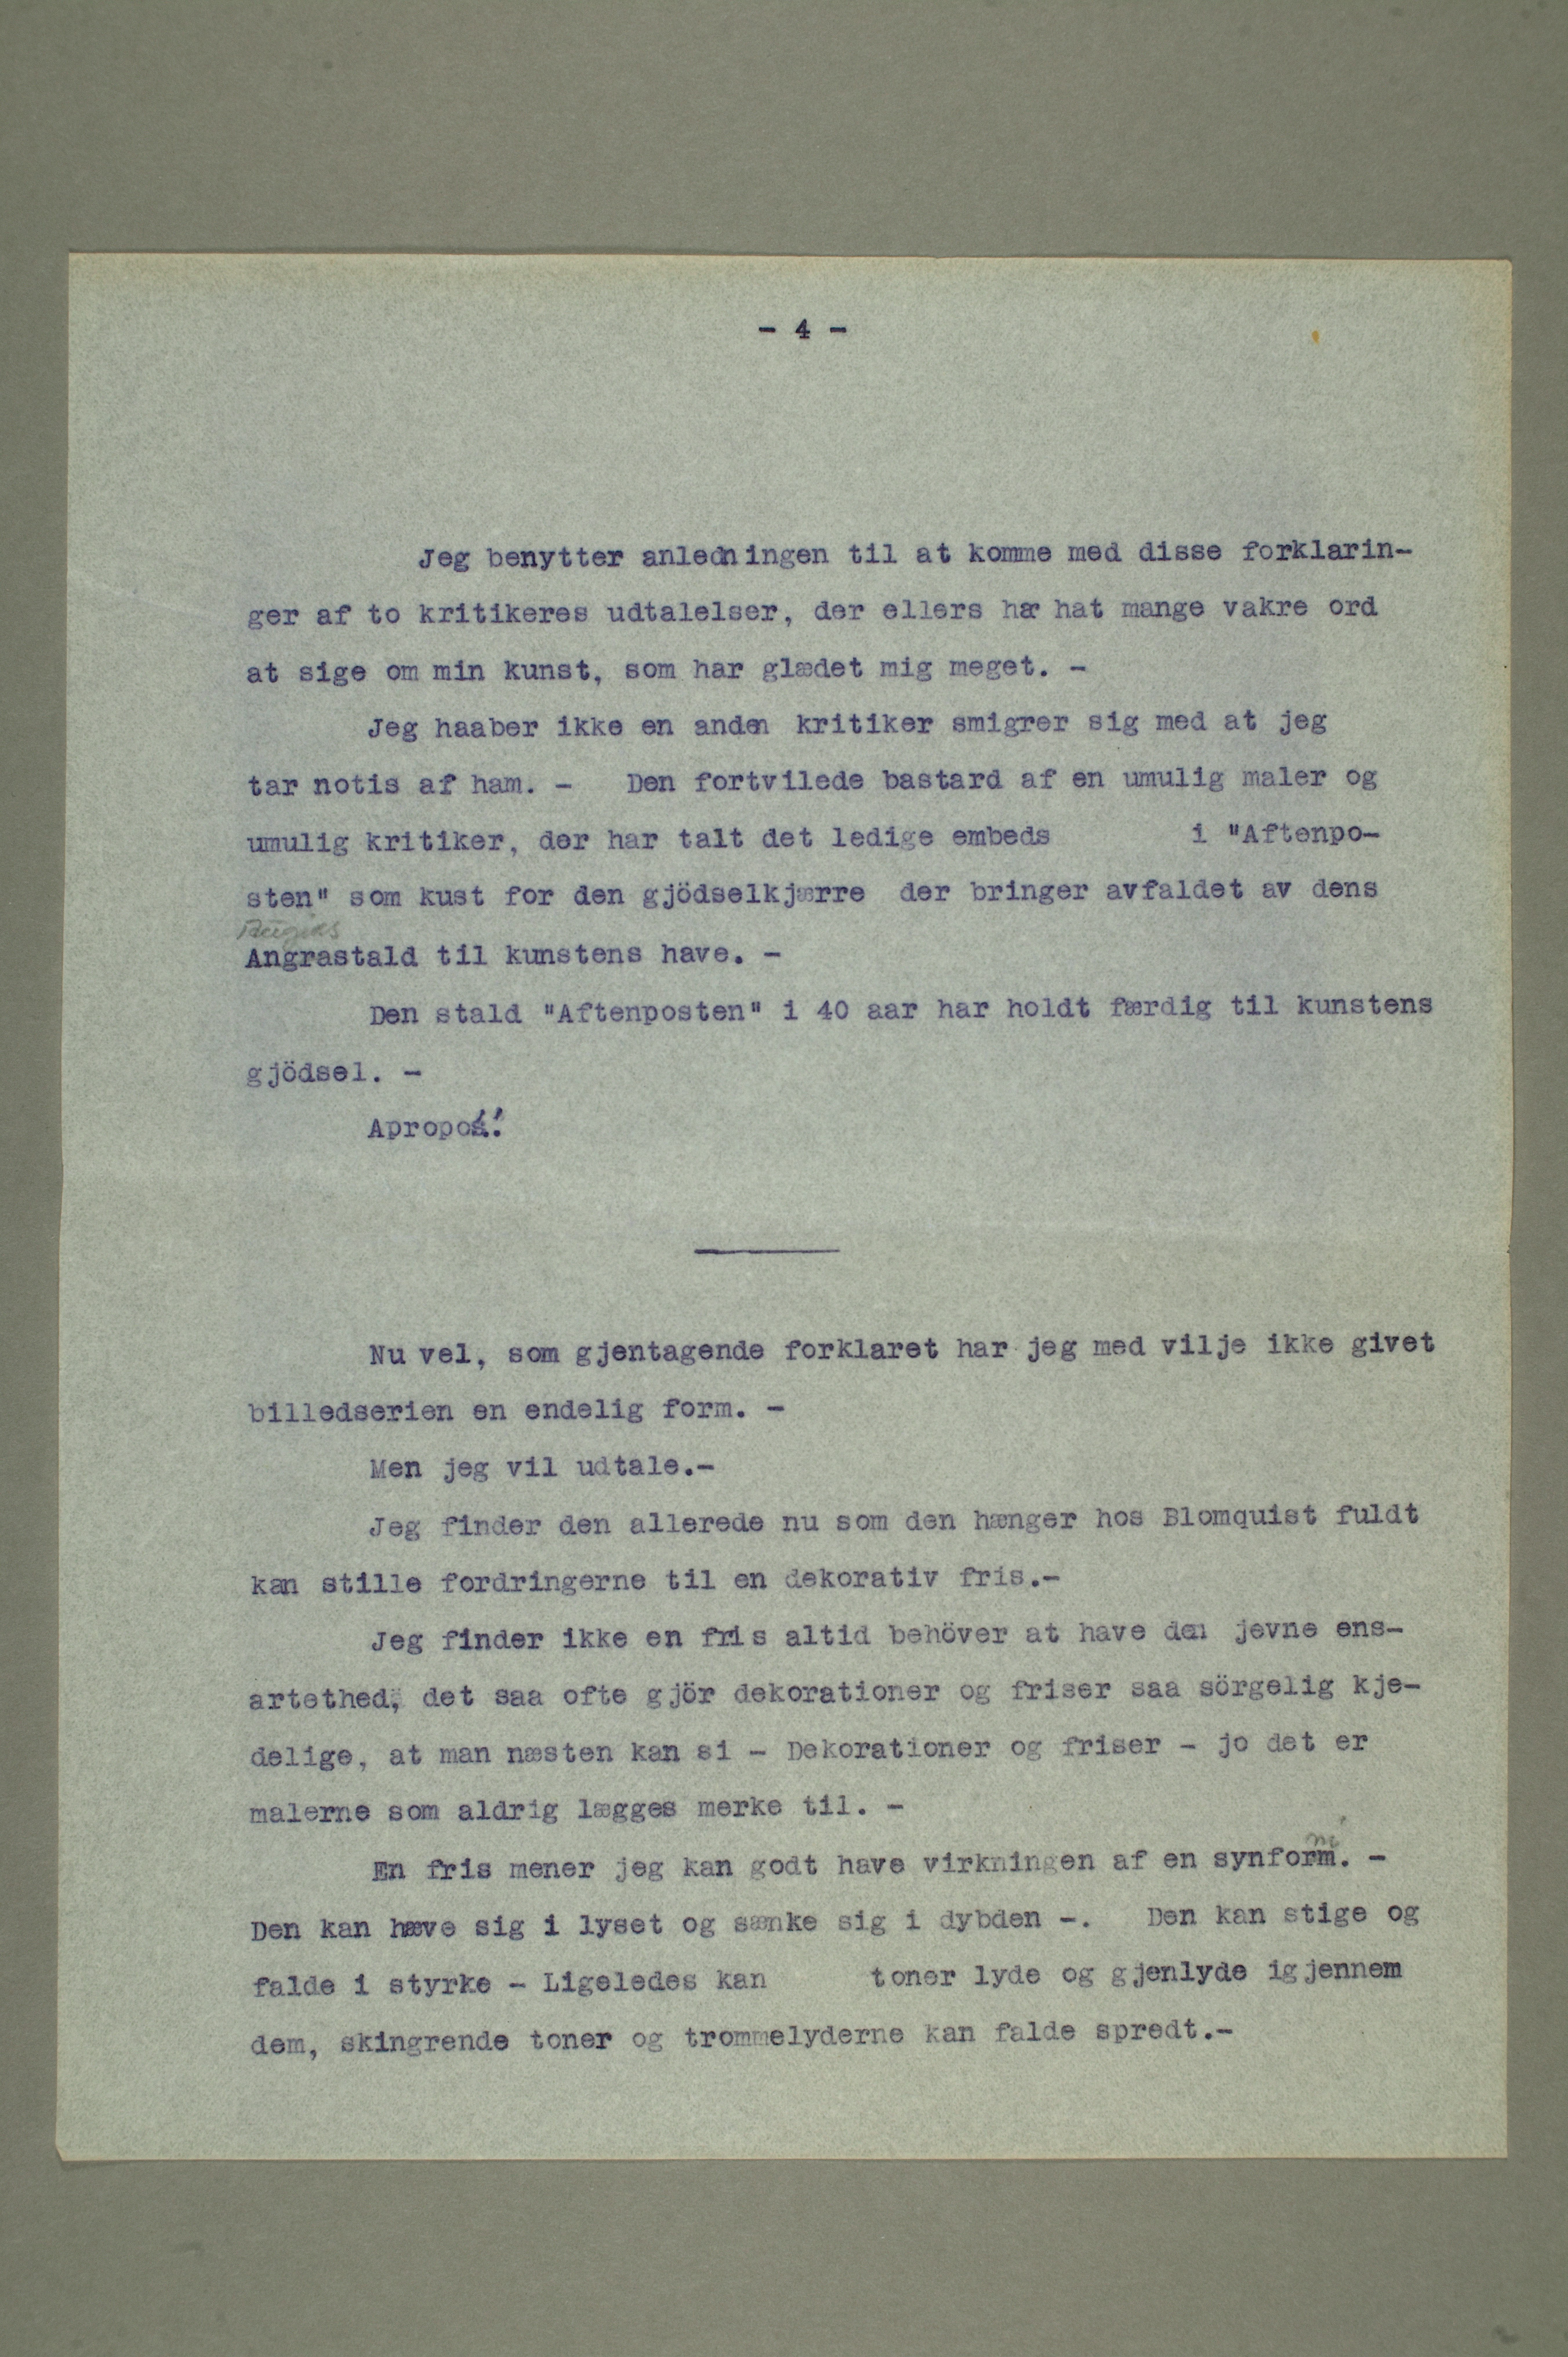 - 4 -
Jeg benytter anledningen til at komme med disse forklarin-
ger af to kritikeres udtalelser, der ellers har hat mange vakre ord
at sige om min kunst, som har glædet mig meget. -
Jeg haaber ikke en anden kritiker smigrer sig med at jeg
tar notis af ham. - Den fortvilede bastard af en umulig maler og
umulig kritiker, der har talt det ledige embeds i "Aftenpo-
sten" som kust for den gjödselkjærre der bringer avfaldet av dens
Augias
Angrastald til kunstens have. -
Den stald "Aftenposten" i 40 aar har holdt færdig til kunstens
gjödsel. -
Apropos!!
Nu vel, som gjentagende forklaret har jeg med vilje ikke givet
billedserien en endelig form. -
Men jeg vil udtale.-
Jeg finder den allerede nu som den hænger hos Blomquist fuldt
kan stille fordringerne til en dekorativ fris.-
Jeg finder ikke en fris altid behöver at have den jevne ens-
artethed, det saa ofte gjör dekorationer og friser saa sörgelig kje-
delige, at man næsten kan si - Dekorationer og friser - jo det er
malerne som aldrig lægges merke til. -
En fris mener jeg kan godt have virkningen af en synform. -
Den kan hæve sig i lyset og sænke sig i dybden -. Den kan stige og
falde i styrke - Ligeledes kan toner lyde og gjenlyde igjennem
dem, skingrende toner og trommelyderne kan falde spredt.-